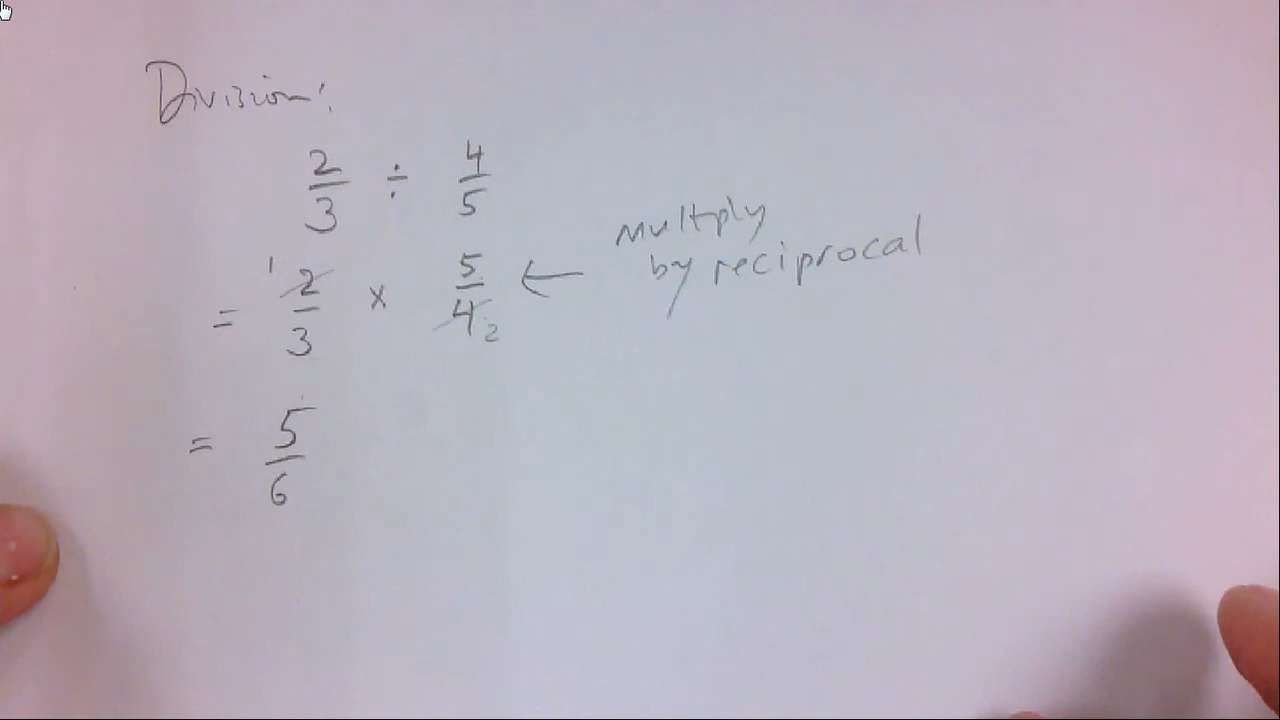 Division:
2/3 ÷ 4/5
= 1 2/3 × 5/4 2 ← multiply
by reciprocal
= 5/6